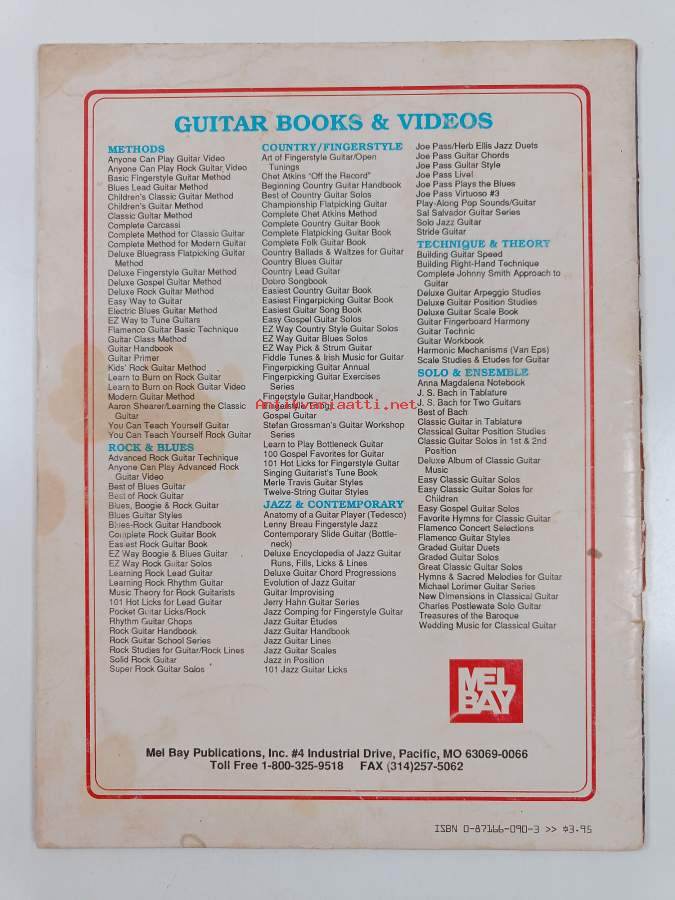 GUITAR BOOKS & VIDEOS
METHODS
Anyone Can Play Guitar Video
Anyone Can Play Rock Guitar Video
Basic Fingerstyle Guitar Method
Blues Lead Guitar Method
Children's Classic Guitar Method
Children's Guitar Method
Classic Guitar Method
Complete Carcassi
Complete Method for Classic Guitar
Complete Method for Modern Guitar
Deluxe Bluegrass Flatpicking Guitar
Method
Deluxe Fingerstyle Guitar Method
Deluxe Gospel Guitar Method
Deluxe Rock Guitar Method
Easy Way to Guitar
Electric Blues Guitar Method
EZ Way to Tune Guitars
Flamenco Guitar Basic Technique
Guitar Class Method
Guitar Handbook
Guitar Primer
Kids' Rock Guitar Method
Learn to Burn on Rock Guitar
Learn to Burn on Rock Guitar Video
Modern Guitar Method
Aaron Shearer/Learning the Classic
Guitar
You Can Teach Yourself Guitar
You Can Teach Yourself Rock Guitar
ROCK & BLUES
Advanced Rock Guitar Technique
Anyone Can Play Advanced Rock
Guitar Video
Best of Blues Guitar
Best of Rock Guitar
Blues, Boogie & Rock Guitar
Blues Guitar Styles
Blues-Rock Guitar Handbook
Complete Rock Guitar Book
Easiest Rock Guitar Book
EZ Way Boogie & Blues Guitar
EZ Way Rock Guitar Solos
Learning Rock Lead Guitar
Learning Rock Rhythm Guitar
Music Theory for Rock Guitarists
101 Hot Licks for Lead Guitar
Pocket Guitar Licks/Rock
Rhythm Guitar Chops
Rock Guitar Handbook
Rock Guitar School Series
Rock Studies for Guitar/Rock Lines
Solid Rock Guitar
Super Rock Guitar Solos
COUNTRY/FINGERSTYLE
Art of Fingerstyle Guitar/Open
Tunings
Chet Atkins "Off the Record"
Beginning Country Guitar Handbook
Best of Country Guitar Solos
Championship Flatpicking Guitar
Complete Chet Atkins Method
Complete Country Guitar Book
Complete Flatpicking Guitar Book
Complete Folk Guitar Book
Country Ballads & Waltzes for Guitar
Country Blues Guitar
Country Lead Guitar
Dobro Songbook
Easiest Country Guitar Book
Easiest Fingerpicking Guitar Book
Easiest Guitar Song Book
Easy Gospel Guitar Solos
EZ Way Country Style Guitar Solos
EZ Way Guitar Blues Solos
EZ Way Pick & Strum Guitar
Fiddle Tunes & Irish Music for Guitar
Fingerpicking Guitar Annual
Fingerpicking Guitar Exercises
Series
Fingerstyle Guitar Handbook
Gospel Guitar
Stefan Grossman's Guitar Workshop
Series
Learn to Play Bottleneck Guitar
100 Gospel Favorites for Guitar
101 Hot Licks for Fingerstyle Guitar
Singing Guitarist's Tune Book
Merle Travis Guitar Styles
Twelve-String Guitar Styles
JAZZ & CONTEMPORARY
Anatomy of a Guitar Player (Tedesco)
Lenny Breau Fingerstyle Jazz
Contemporary Slide Guitar (Bottle-
neck)
Deluxe Encyclopedia of Jazz Guitar
Runs, Fills, Licks & Lines
Deluxe Guitar Chord Progressions
Evolution of Jazz Guitar
Guitar Improvising
Jerry Hahn Guitar Series
Jazz Comping for Fingerstyle Guitar
Jazz Guitar Etudes
Jazz Guitar Handbook
Jazz Guitar Lines
Jazz Guitar Scales
Jazz in Position
101 Jazz Guitar Licks
Joe Pass/Herb Ellis Jazz Duets
Joe Pass Guitar Chords
Joe Pass Guitar Style
Joe Pass Live!
Joe Pass Plays the Blues
Joe Pass Virtuoso #3
Play-Along Pop Sounds/Guitar
Sal Salvador Guitar Series
Solo Jazz Guitar
Stride Guitar
TECHNIQUE & THEORY
Building Guitar Speed
Building Right-Hand Technique
Complete Johnny Smith Approach to
Guitar
Deluxe Guitar Arpeggio Studies
Deluxe Guitar Position Studies
Deluxe Guitar Scale Book
Guitar Fingerboard Harmony
Guitar Technic
Guitar Workbook
Harmonic Mechanisms (Van Eps)
Scale Studies & Etudes for Guitar
SOLO & ENSEMBLE
Anna Magdalena Notebook
J. S. Bach in Tablature
J. S. Bach for Two Guitars
Best of Bach
Classic Guitar in Tablature
Classical Guitar Position Studies
Classic Guitar Solos in 1st & 2nd
Position
Deluxe Album of Classic Guitar
Music
Easy Classic Guitar Solos
Easy Classic Guitar Solos for
Children
Easy Gospel Guitar Solos
Favorite Hymns for Classic Guitar
Flamenco Concert Selections
Flamenco Guitar Styles
Graded Guitar Duets
Graded Guitar Solos
Great Classic Guitar Solos
Hymns & Sacred Melodies for Guitar
Michael Lorimer Guitar Series
New Dimensions in Classical Guitar
Charles Postlewate Solo Guitar
Treasures of the Baroque
Wedding Music for Classical Guitar
MEL
BAY
Mel Bay Publications, Inc. #4 Industrial Drive, Pacific, MO 63069-0066
Toll Free 1-800-325-9518 FAX (314)257-5062
ISBN 0-87166-090-3 >> $3.95